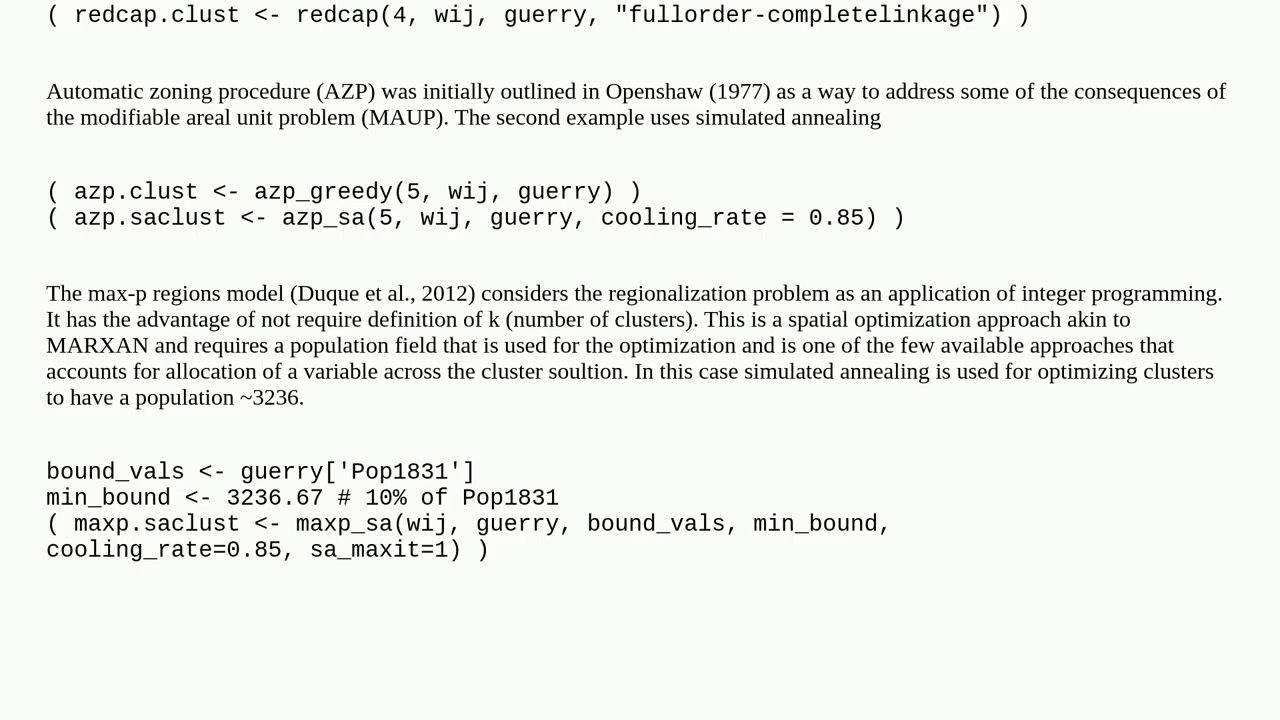 ( redcap.clust <- redcap(4, wij, guerry, "fullorder-completelinkage") )
Automatic zoning procedure (AZP) was initially outlined in Openshaw (1977) as a way to address some of the consequences of
the modifiable areal unit problem (MAUP). The second example uses simulated annealing
( azp.clust <- azp_greedy(5, wij, guerry) )
( azp.saclust <- azp_sa(5, wij, guerry, cooling_rate = 0.85) )
The max-p regions model (Duque et al., 2012) considers the regionalization problem as an application of integer programming.
It has the advantage of not require definition of k (number of clusters). This is a spatial optimization approach akin to
MARXAN and requires a population field that is used for the optimization and is one of the few available approaches that
accounts for allocation of a variable across the cluster soultion. In this case simulated annealing is used for optimizing clusters
to have a population ~3236.
bound_vals <- guerry['Pop1831']
min_bound <- 3236.67 # 10% of Pop1831
( maxp.saclust <- maxp_sa(wij, guerry, bound_vals, min_bound,
cooling_rate=0.85, sa_maxit=1) )